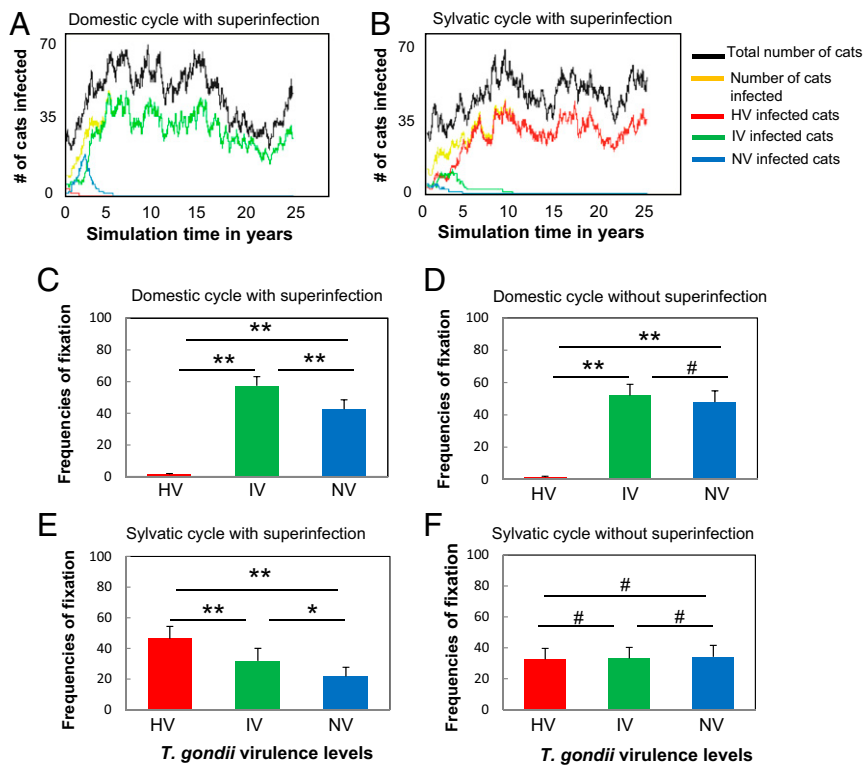 A
Domestic cycle with superinfection
70
35
0
# of cats infected
0 5 10 15 20 25
Simulation time in years
B
Sylvatic cycle with superinfection
70
35
0
# of cats infected
0 5 10 15 20 25
Simulation time in years
Total number of cats
Number of cats
infected
HV infected cats
IV infected cats
NV infected cats
C
Domestic cycle with superinfection
Frequencies of fixation
100
80
60
40
20
0
**
** **
HV IV NV
D
Domestic cycle without superinfection
Frequencies of fixation
100
80
60
40
20
0
**
** #
HV IV NV
E
Sylvatic cycle with superinfection
Frequencies of fixation
100
80
60
40
20
0
**
** *
HV IV NV
T. gondii virulence levels
F
Sylvatic cycle without superinfection
Frequencies of fixation
100
80
60
40
20
0
#
# #
HV IV NV
T. gondii virulence levels